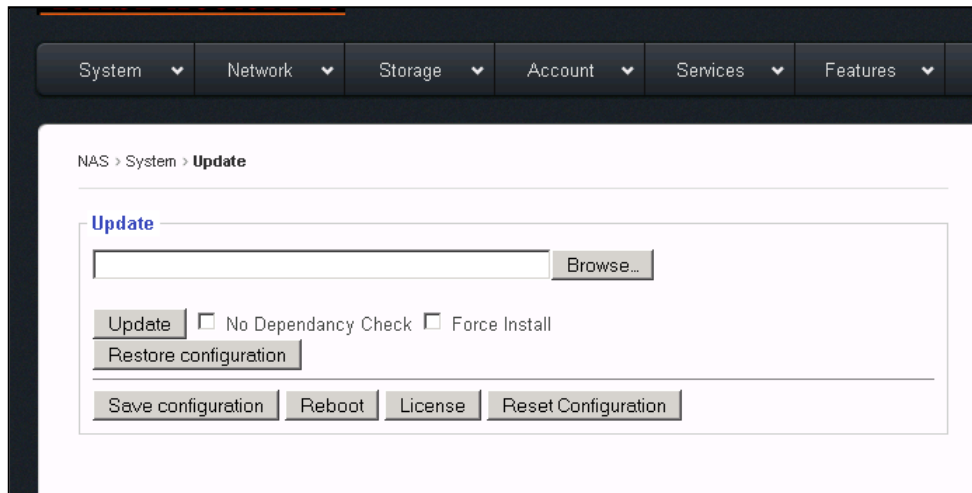 System Network Storage Account Services Features
NAS › System › Update
Update
Browse...
Update No Dependancy Check Force Install
Restore configuration
Save configuration Reboot License Reset Configuration